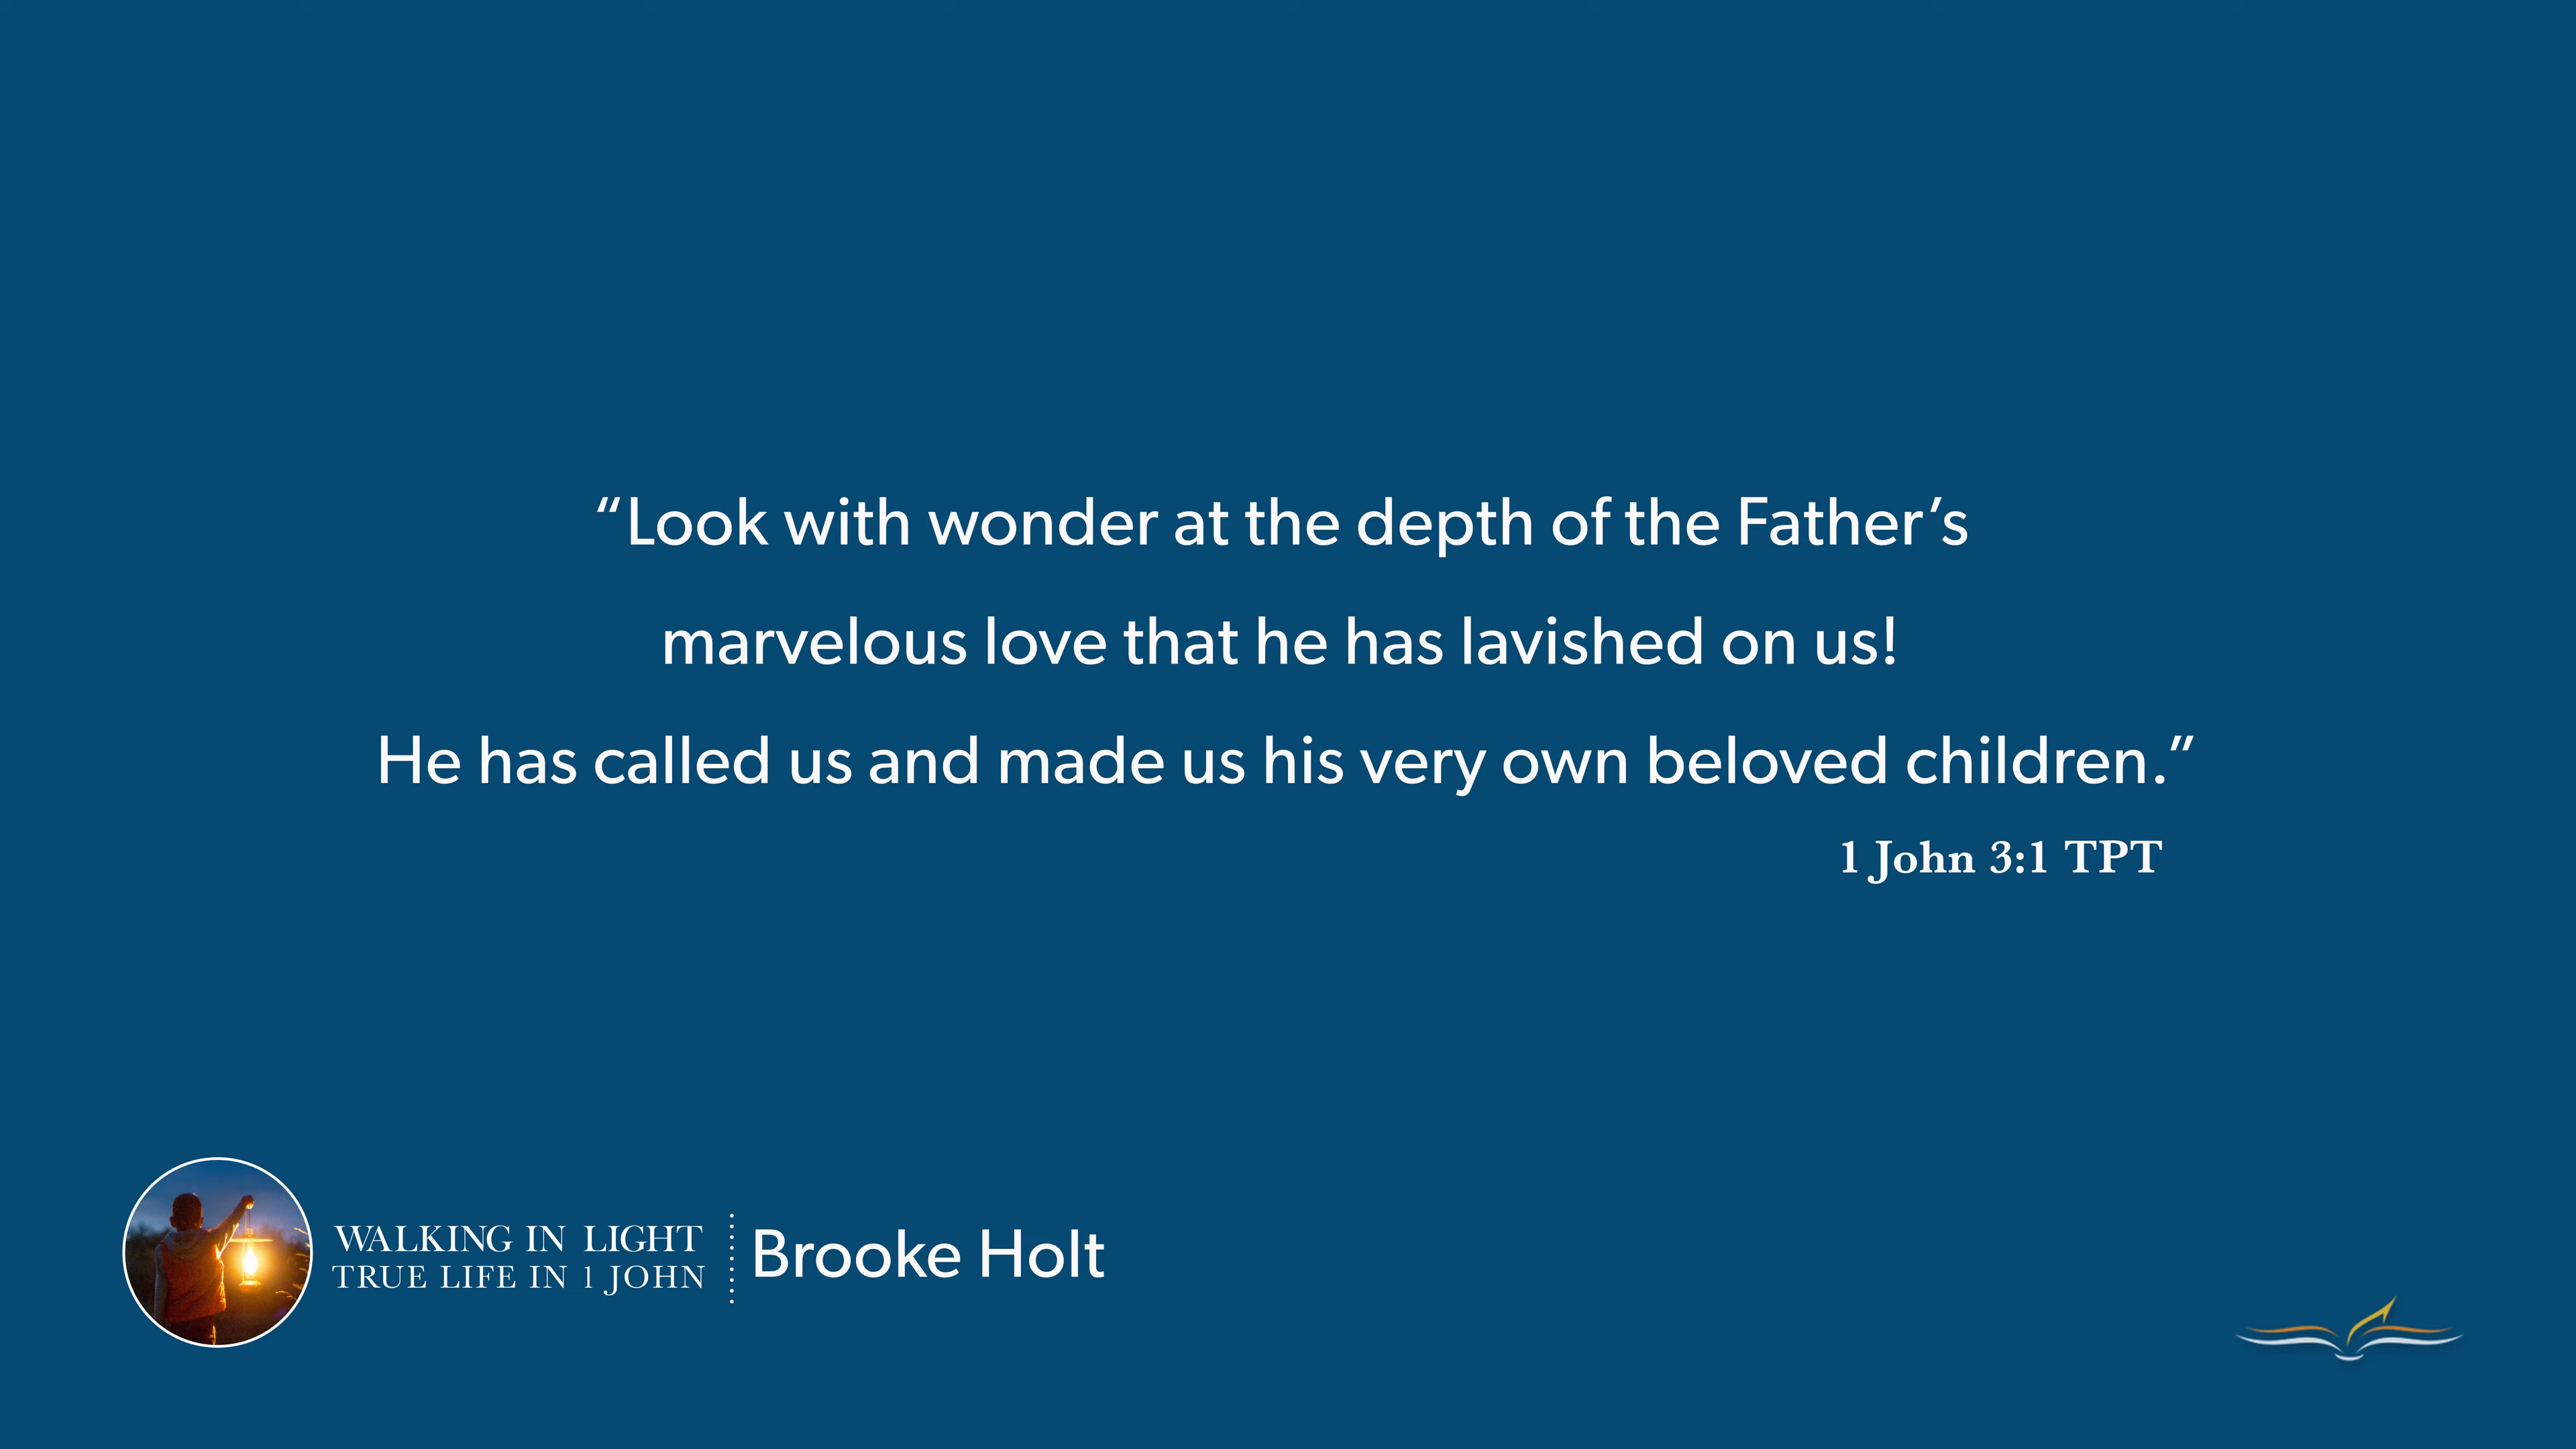 “Look with wonder at the depth of the Father’s
marvelous love that he has lavished on us!
He has called us and made us his very own beloved children.”
1 John 3:1 TPT
WALKING IN LIGHT
TRUE LIFE IN 1 JOHN
Brooke Holt